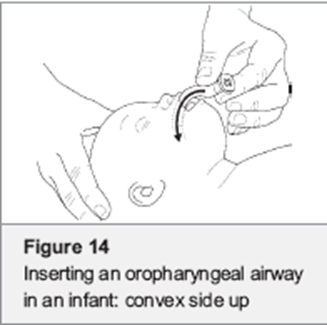 Figure 14
Inserting an oropharyngeal airway
in an infant: convex side up